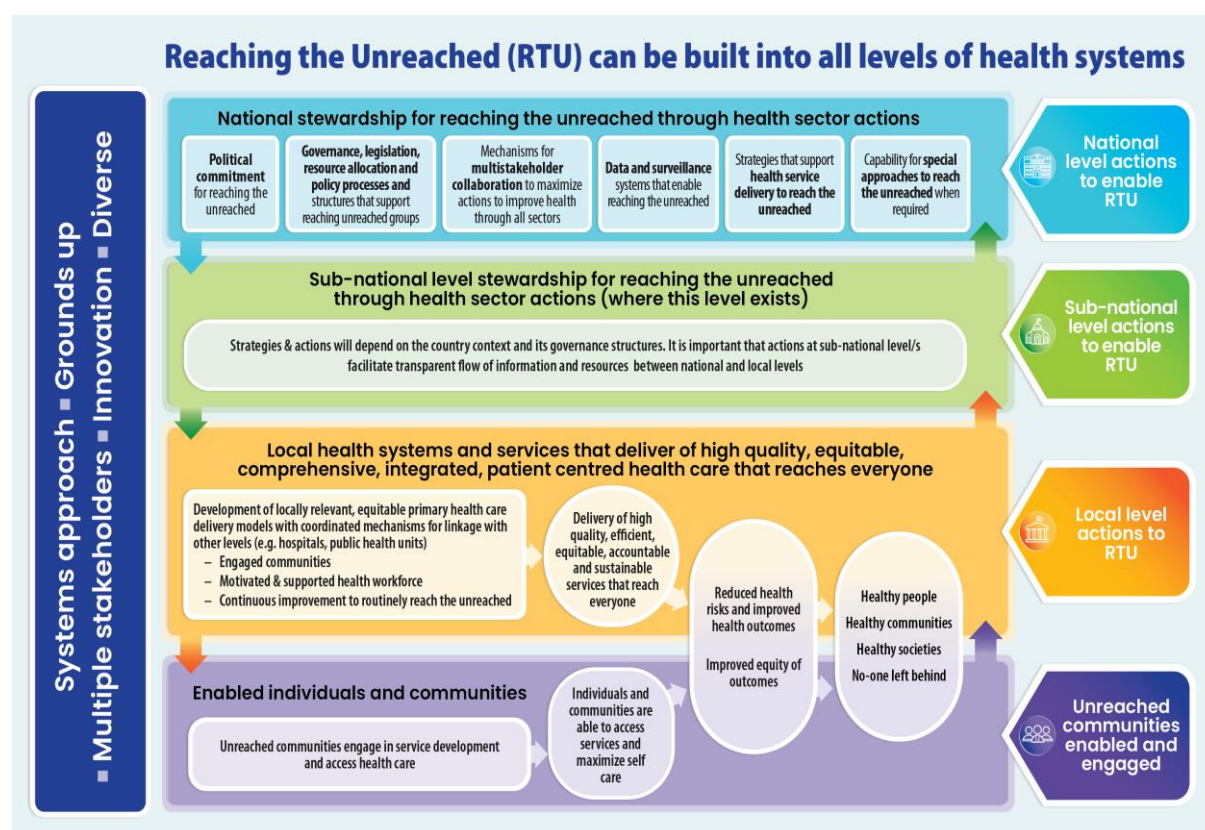 Reaching the Unreached (RTU) can be built into all levels of health systems
Systems approach ▪ Grounds up
▪ Multiple stakeholders ▪ Innovation ▪ Diverse
National stewardship for reaching the unreached through health sector actions
Political
commitment
for reaching the
unreached
Governance, legislation,
resource allocation and
policy processes and
structures that support
reaching unreached groups
Mechanisms for
multistakeholder
collaboration to maximize
actions to improve health
through all sectors
Data and surveillance
systems that enable
reaching the unreached
Strategies that support
health service
delivery to reach the
unreached
Capability for special
approaches to reach
the unreached when
required
National
level actions
to enable
RTU
Sub-national level stewardship for reaching the unreached
through health sector actions (where this level exists)
Strategies & actions will depend on the country context and its governance structures. It is important that actions at sub-national level/s
facilitate transparent flow of information and resources between national and local levels
Sub-national
level actions
to enable
RTU
Local health systems and services that deliver of high quality, equitable,
comprehensive, integrated, patient centred health care that reaches everyone
Development of locally relevant, equitable primary health care
delivery models with coordinated mechanisms for linkage with
other levels (e.g. hospitals, public health units)
– Engaged communities
– Motivated & supported health workforce
– Continuous improvement to routinely reach the unreached
Delivery of high
quality, efficient,
equitable, accountable
and sustainable
services that reach
everyone
Reduced health
risks and improved
health outcomes
Improved equity of
outcomes
Healthy people
Healthy communities
Healthy societies
No-one left behind
Local level
actions to
RTU
Enabled individuals and communities
Unreached communities engage in service development
and access health care
Individuals and
communities are
able to access
services and
maximize self
care
Unreached
communities
enabled and
engaged